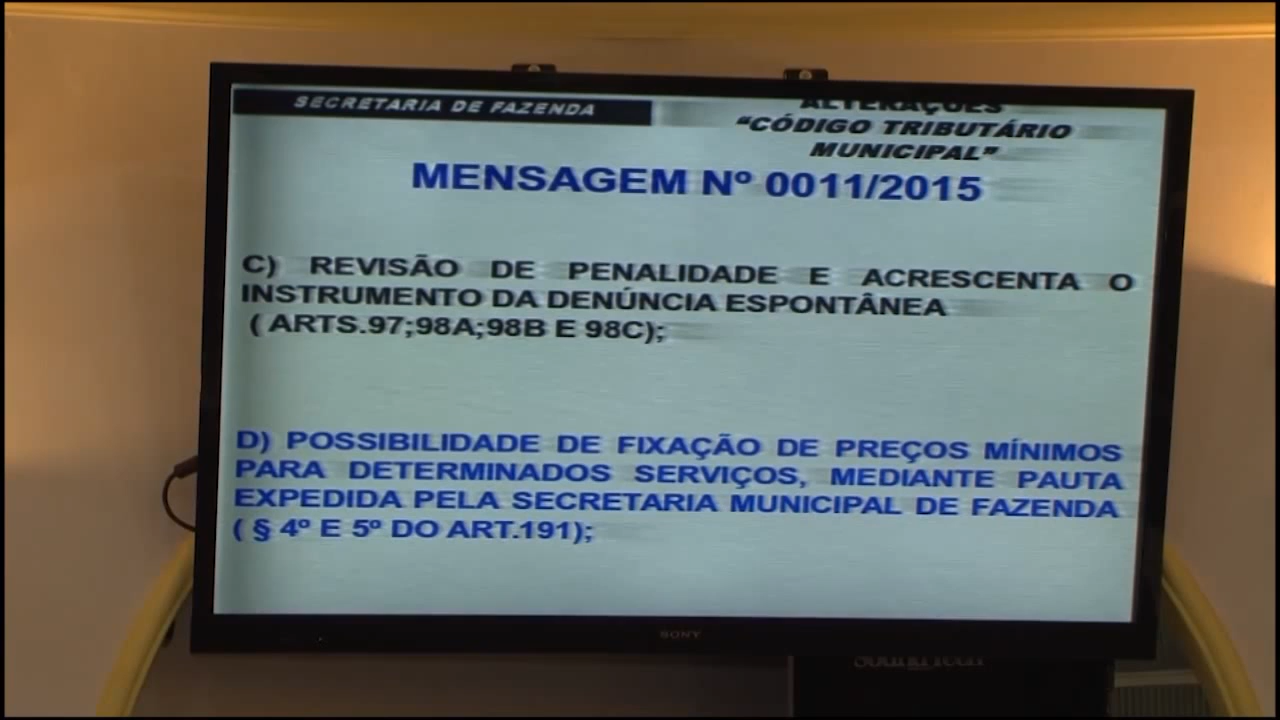 SECRETARIA DE FAZENDA
ALTERAÇÕES
“CÓDIGO TRIBUTÁRIO
MUNICIPAL”
MENSAGEM Nº 0011/2015
C) REVISÃO DE PENALIDADE E ACRESCENTA O
INSTRUMENTO DA DENÚNCIA ESPONTÂNEA
( ARTS.97;98A;98B E 98C);
D) POSSIBILIDADE DE FIXAÇÃO DE PREÇOS MÍNIMOS
PARA DETERMINADOS SERVIÇOS, MEDIANTE PAUTA
EXPEDIDA PELA SECRETARIA MUNICIPAL DE FAZENDA
( § 4º E 5º DO ART.191);
SONY
SoundTech